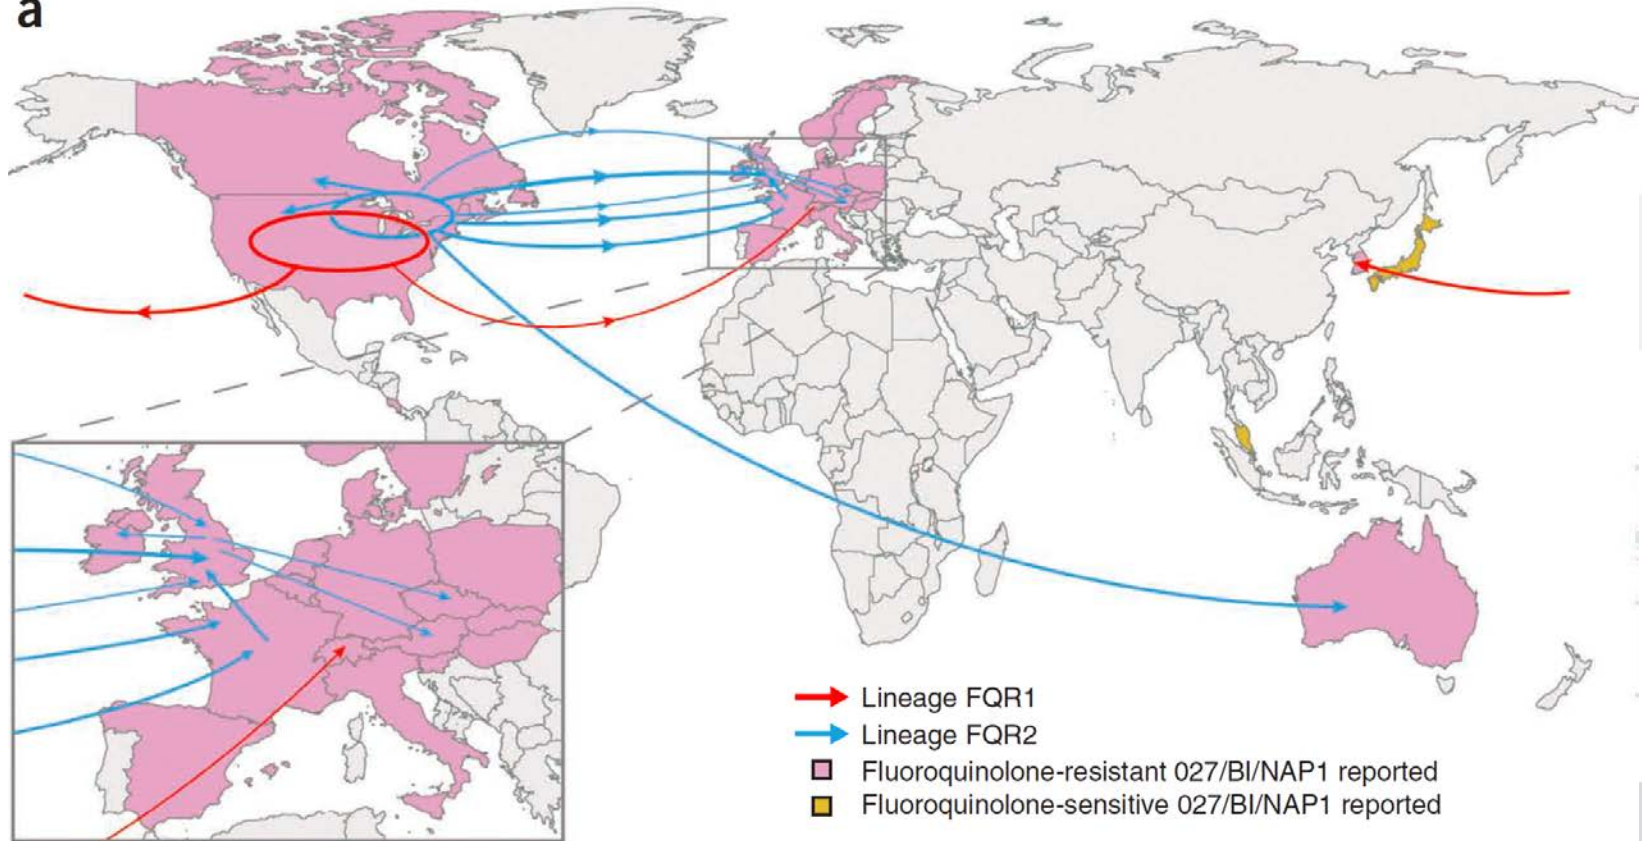 a
Lineage FQR1
Lineage FQR2
Fluoroquinolone-resistant 027/BI/NAP1 reported
Fluoroquinolone-sensitive 027/BI/NAP1 reported